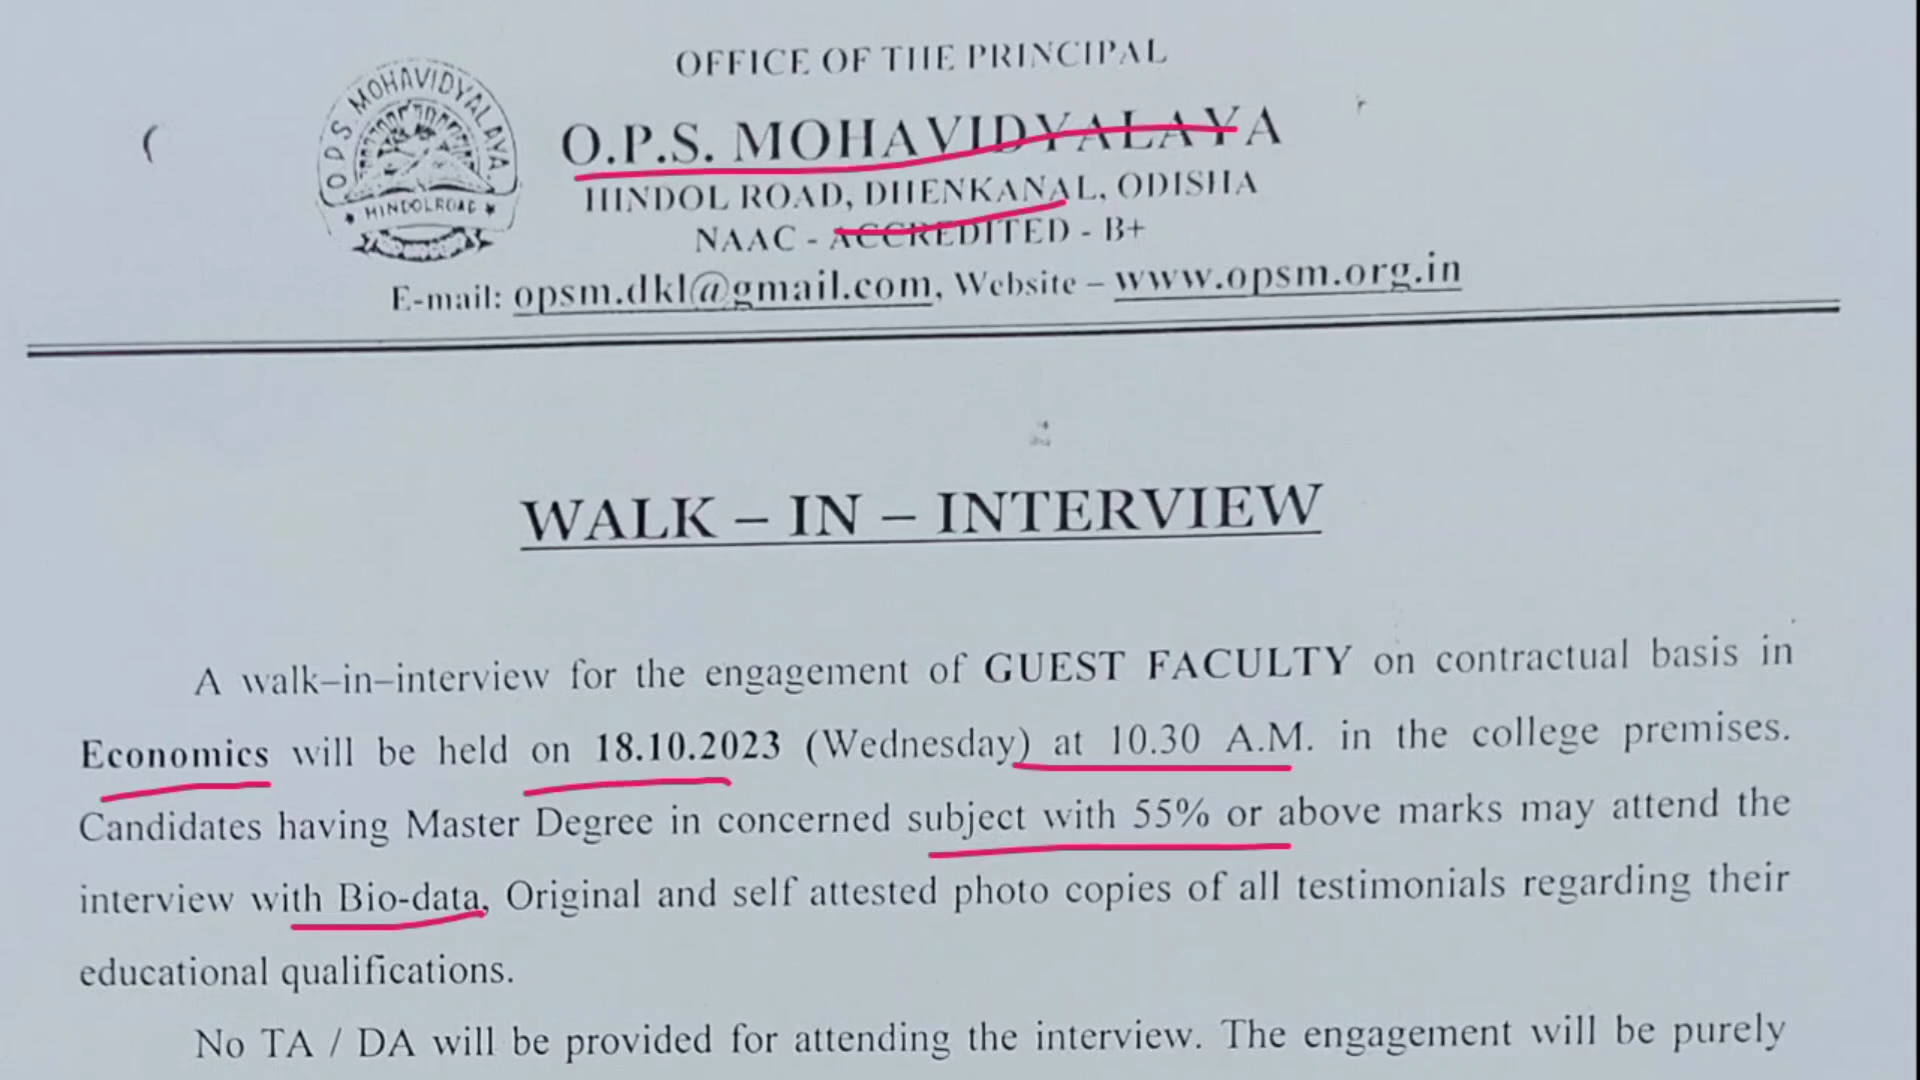 OFFICE OF THE PRINCIPAL
O.P.S. MOHAVIDYALAYA
O.P.S. MOHAVIDYALAYA
HINDOLROAD
HINDOL ROAD, DHENKANAL, ODISHA
NAAC - ACCREDITED - B+
E-mail: opsm.dkl@gmail.com, Website – www.opsm.org.in
WALK – IN – INTERVIEW
A walk–in–interview for the engagement of GUEST FACULTY on contractual basis in
Economics will be held on 18.10.2023 (Wednesday) at 10.30 A.M. in the college premises.
Candidates having Master Degree in concerned subject with 55% or above marks may attend the
interview with Bio-data, Original and self attested photo copies of all testimonials regarding their
educational qualifications.
No TA / DA will be provided for attending the interview. The engagement will be purely